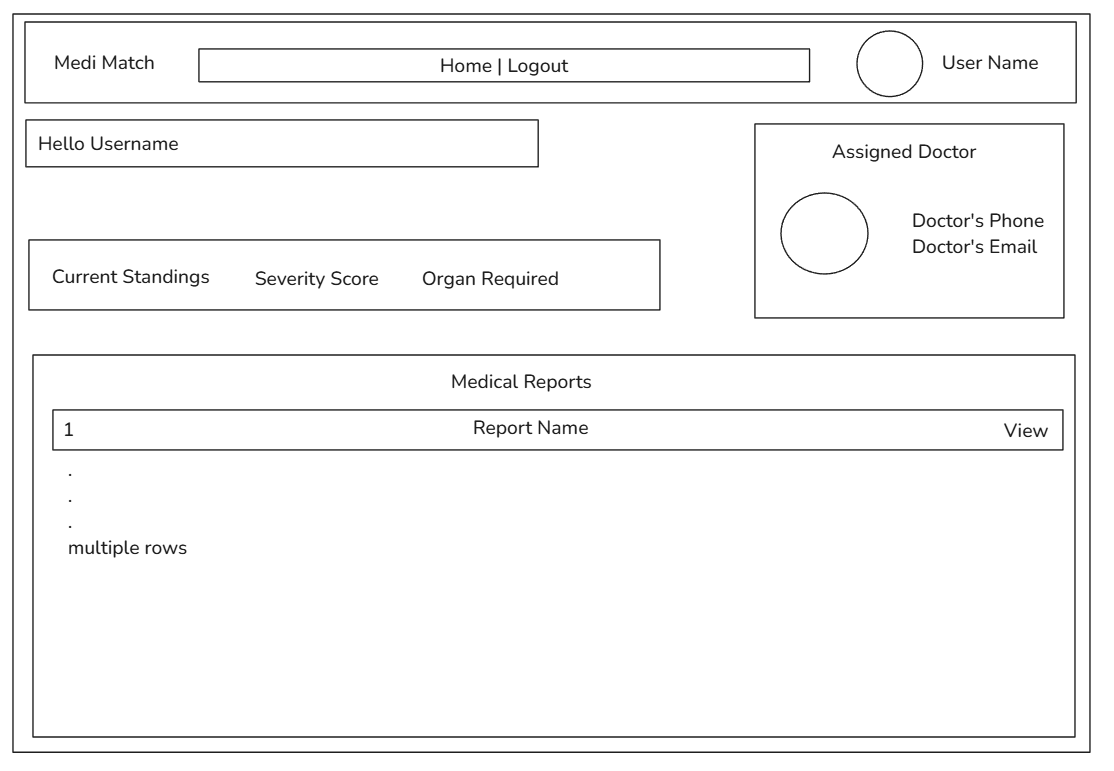 Medi Match
Home | Logout
User Name
Hello Username
Assigned Doctor
Doctor's Phone
Doctor's Email
Current Standings
Severity Score
Organ Required
Medical Reports
1
Report Name
View
.
.
.
multiple rows